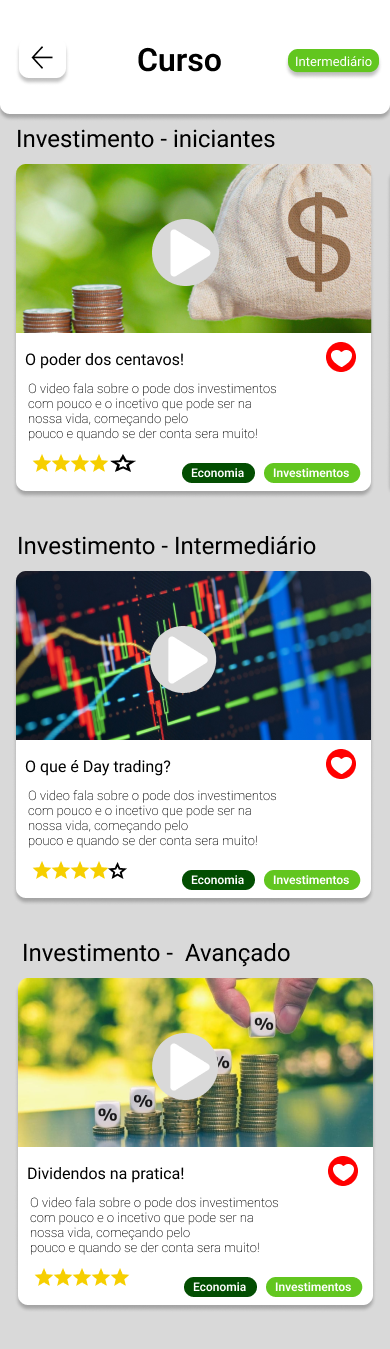 Curso
Intermediário
Investimento - iniciantes
$
O poder dos centavos!
O video fala sobre o pode dos investimentos
com pouco e o incetivo que pode ser na
nossa vida, começando pelo
pouco e quando se der conta sera muito!
Economia
Investimentos
Investimento - Intermediário
O que é Day trading?
O video fala sobre o pode dos investimentos
com pouco e o incetivo que pode ser na
nossa vida, começando pelo
pouco e quando se der conta sera muito!
Economia
Investimentos
Investimento - Avançado
%
%
%
%
Dividendos na pratica!
O video fala sobre o pode dos investimentos
com pouco e o incetivo que pode ser na
nossa vida, começando pelo
pouco e quando se der conta sera muito!
Economia
Investimentos